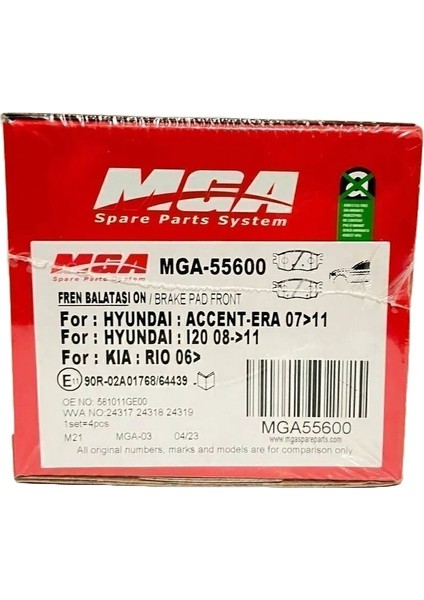 MGA
Spare Parts System
MGA
Spare Parts System
MGA-55600
FREN BALATASI ON / BRAKE PAD FRONT
For : HYUNDAI : ACCENT-ERA 07>11
For : HYUNDAI : I20 08->11
For : KIA : RIO 06>
E11 90R-02A01768/64439
OE NO: 581011GE00
WVA NO:24317 24318 24319
1set=4pcs
M21 MGA-03 04/23
MGA55600
www.mgaspareparts.com
All original numbers, marks and models are for comparison only